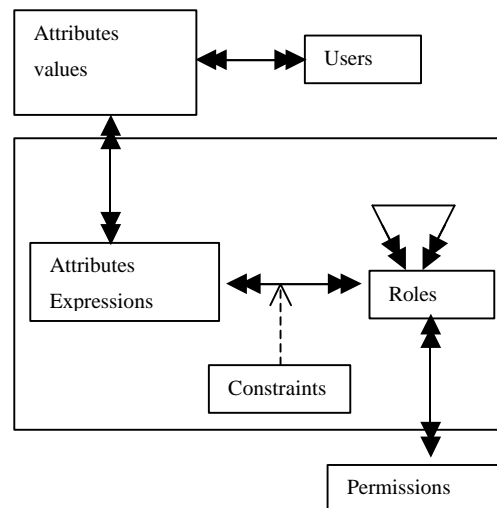 Attributes
values
Users
Attributes
Expressions
Roles
Constraints
Permissions